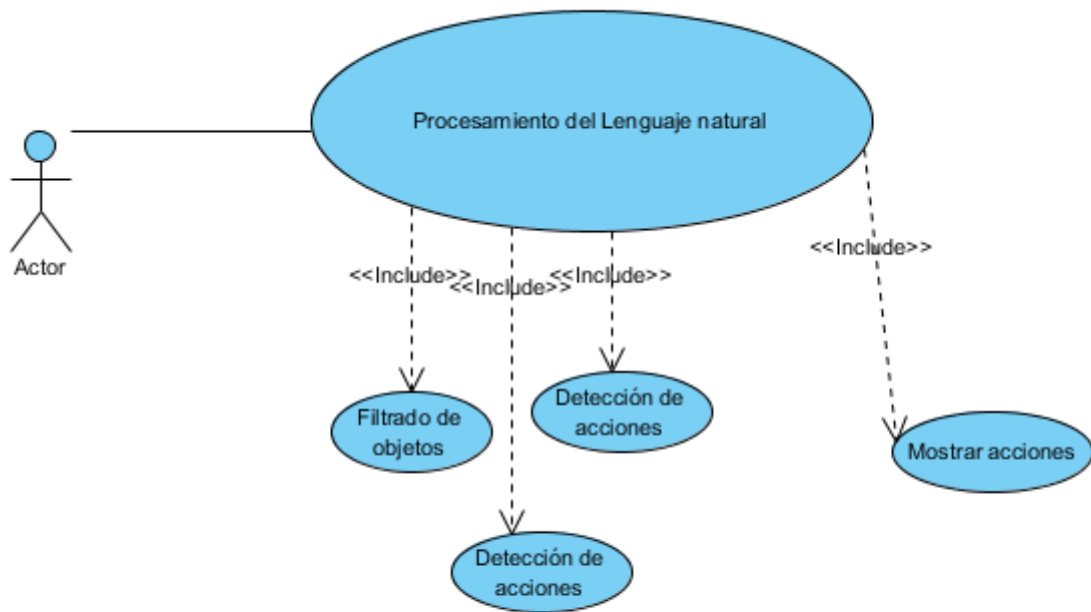 Procesamiento del Lenguaje natural
Actor
<<Include>>
<<Include>>
<<Include>>
<<Include>>
Filtrado de
objetos
Detección de
acciones
Mostrar acciones
Detección de
acciones